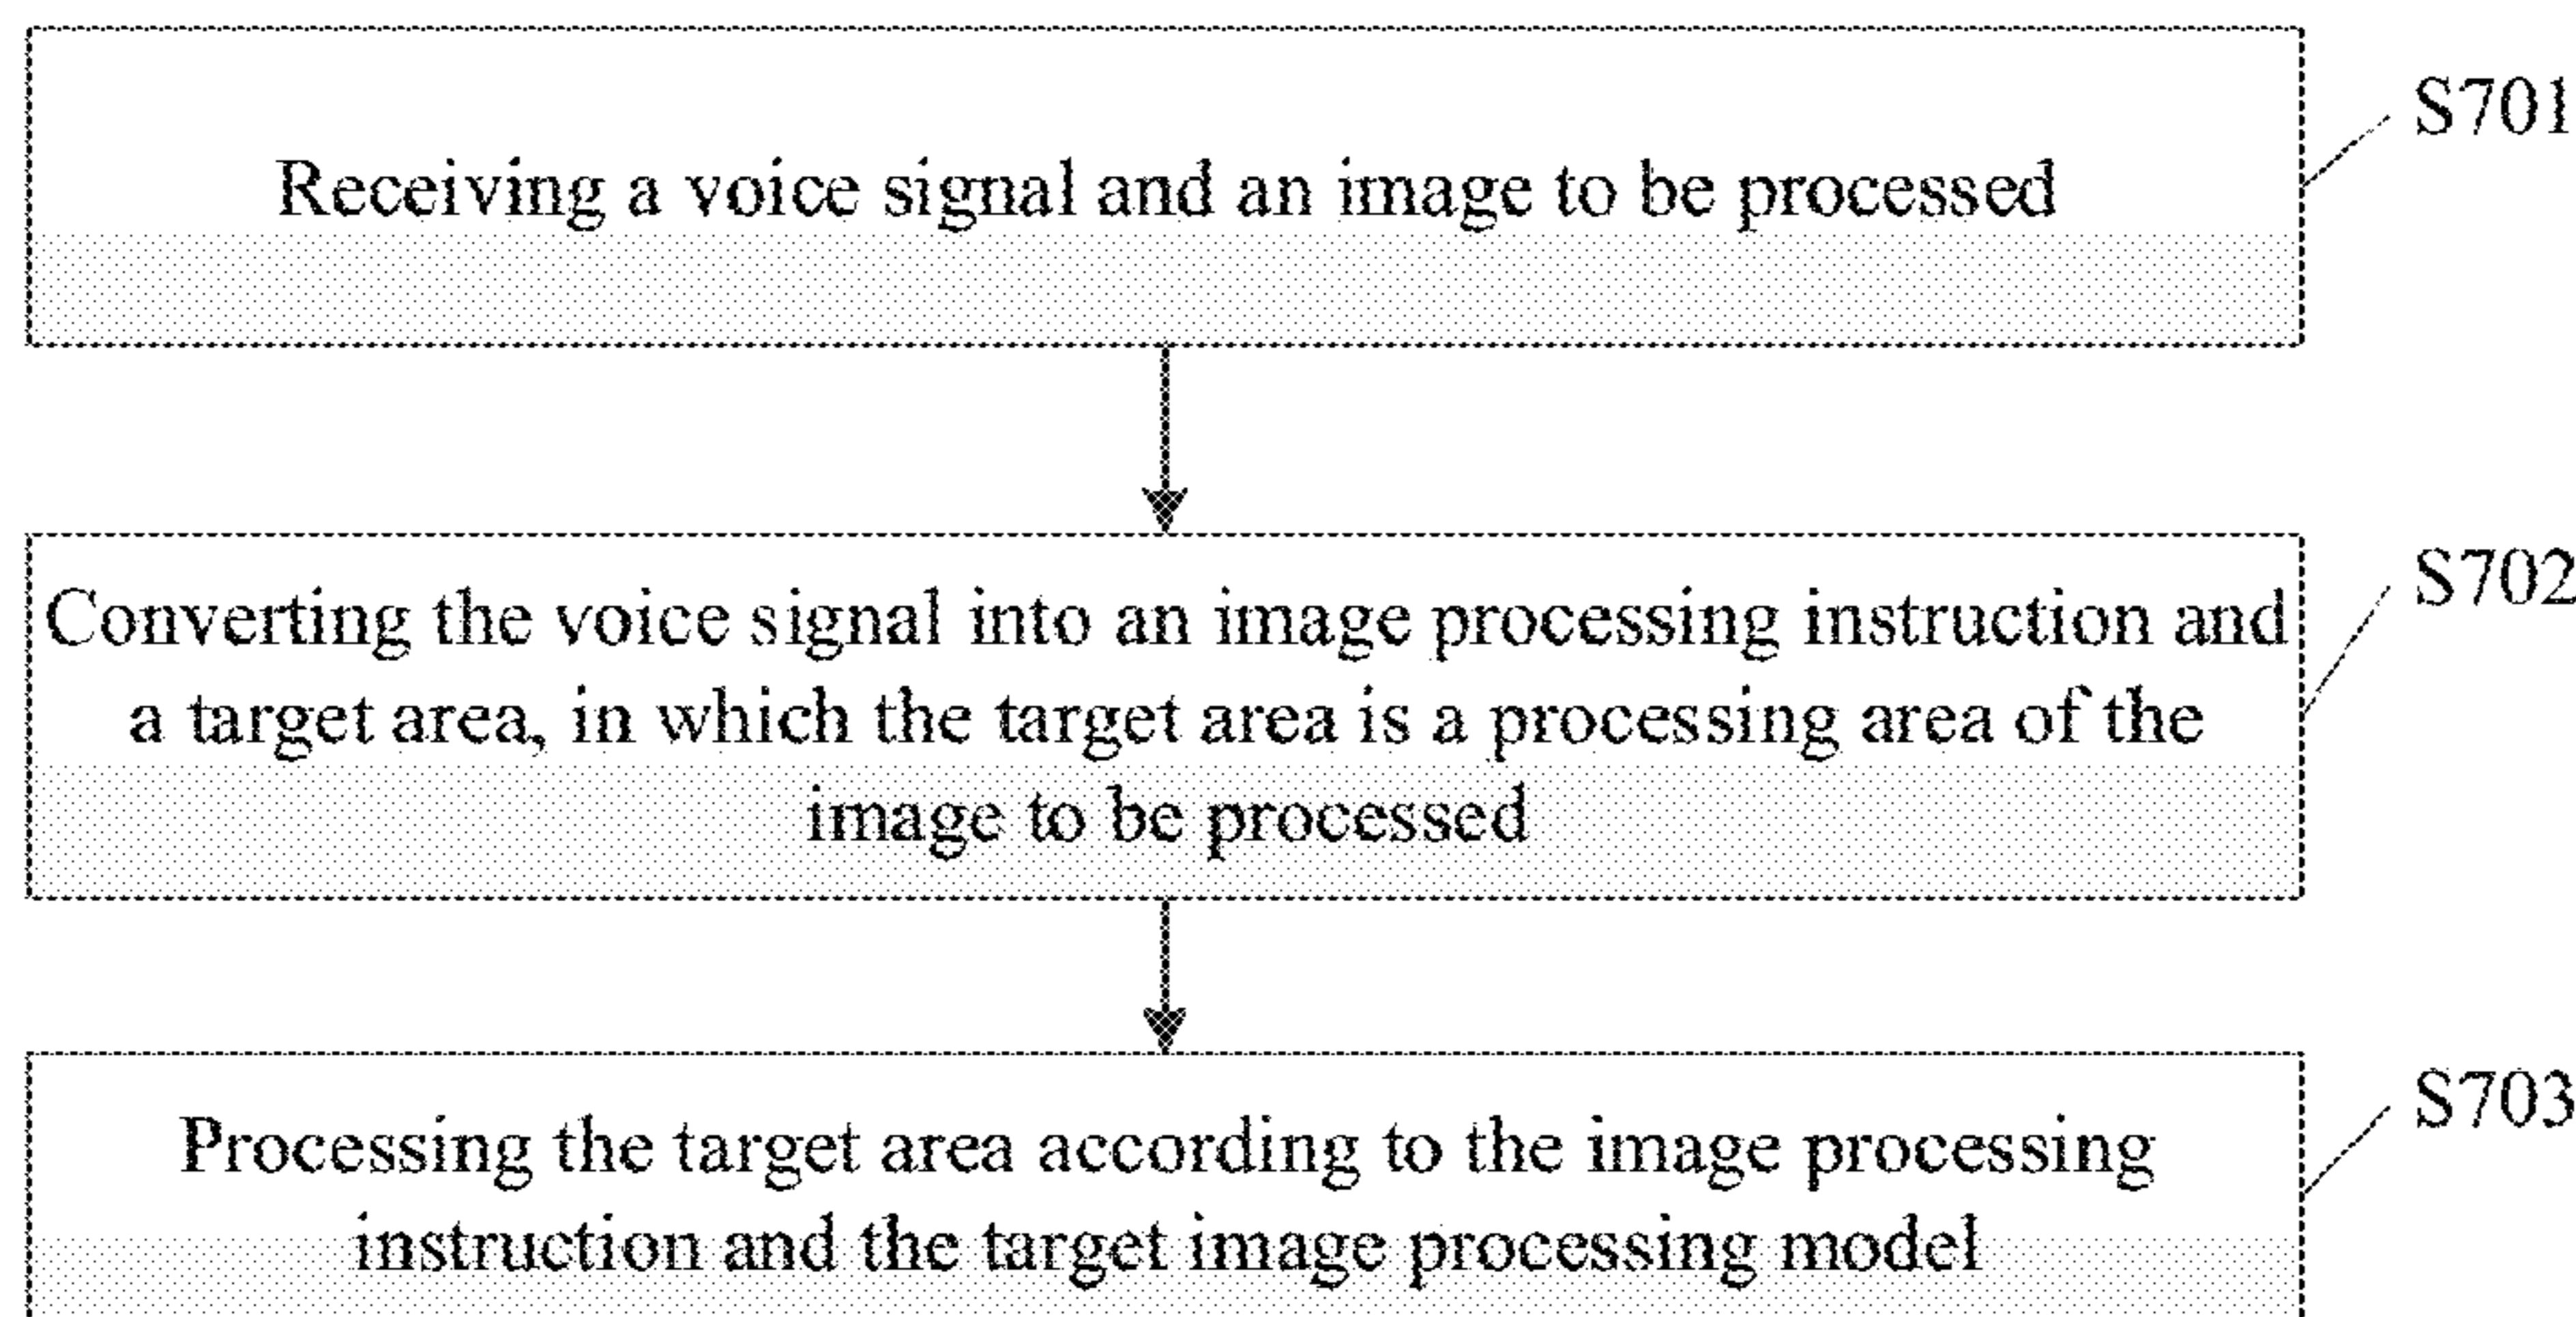 S701
Receiving a voice signal and an image to be processed
S702
Converting the voice signal into an image processing instruction and
a target area, in which the target area is a processing area of the
image to be processed
S703
Processing the target area according to the image processing
instruction and the target image processing model